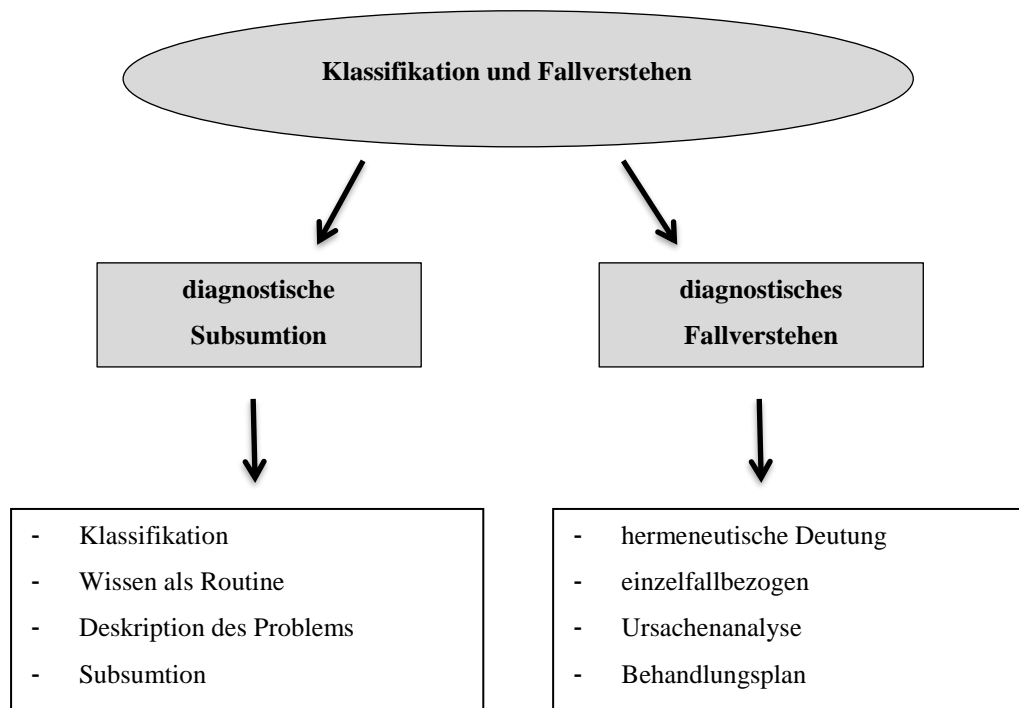 Klassifikation und Fallverstehen
diagnostische
Subsumtion
diagnostisches
Fallverstehen
- Klassifikation
- Wissen als Routine
- Deskription des Problems
- Subsumtion
- hermeneutische Deutung
- einzelfallbezogen
- Ursachenanalyse
- Behandlungsplan